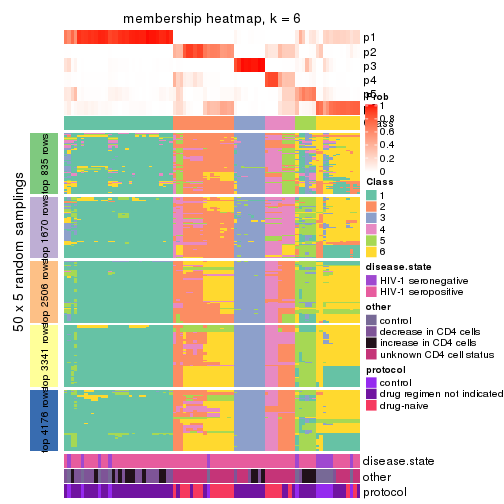 membership heatmap, k = 6
p1
p2
p3
p4
p5
Prob
1
0.8
0.6
0.4
0.2
0
Class
1
2
3
4
5
6
disease.state
HIV-1 seronegative
HIV-1 seropositive
other
control
decrease in CD4 cells
increase in CD4 cells
unknown CD4 cell status
protocol
control
drug regimen not indicated
drug-naive
50 x 5 random samplings
top 835 rows
top 1670 rows
top 2506 rows
top 3341 rows
top 4176 rows
disease.state
other
protocol